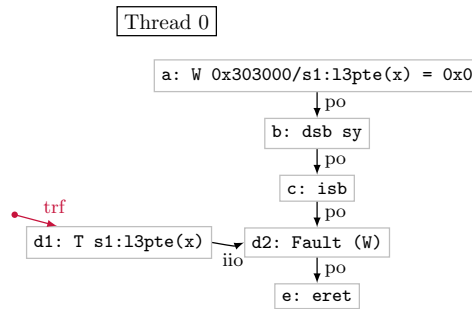 Thread 0
a: W 0x303000/s1:l3pte(x) = 0x0
po
b: dsb sy
po
c: isb
trf
po
d1: T s1:l3pte(x)
iio
d2: Fault (W)
po
e: eret